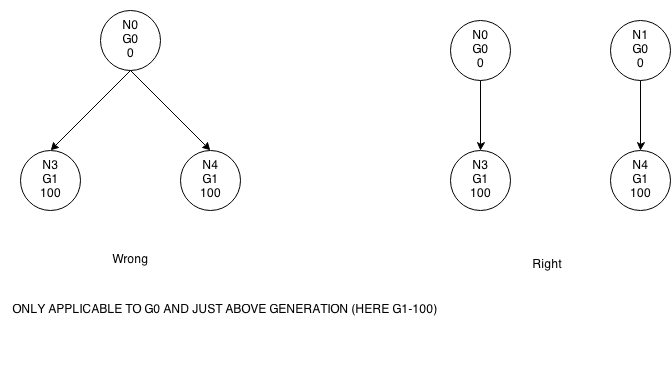 N0
G0
0
N3
G1
100
N4
G1
100
Wrong
N0
G0
0
N1
G0
0
N3
G1
100
N4
G1
100
Right
ONLY APPLICABLE TO G0 AND JUST ABOVE GENERATION (HERE G1-100)